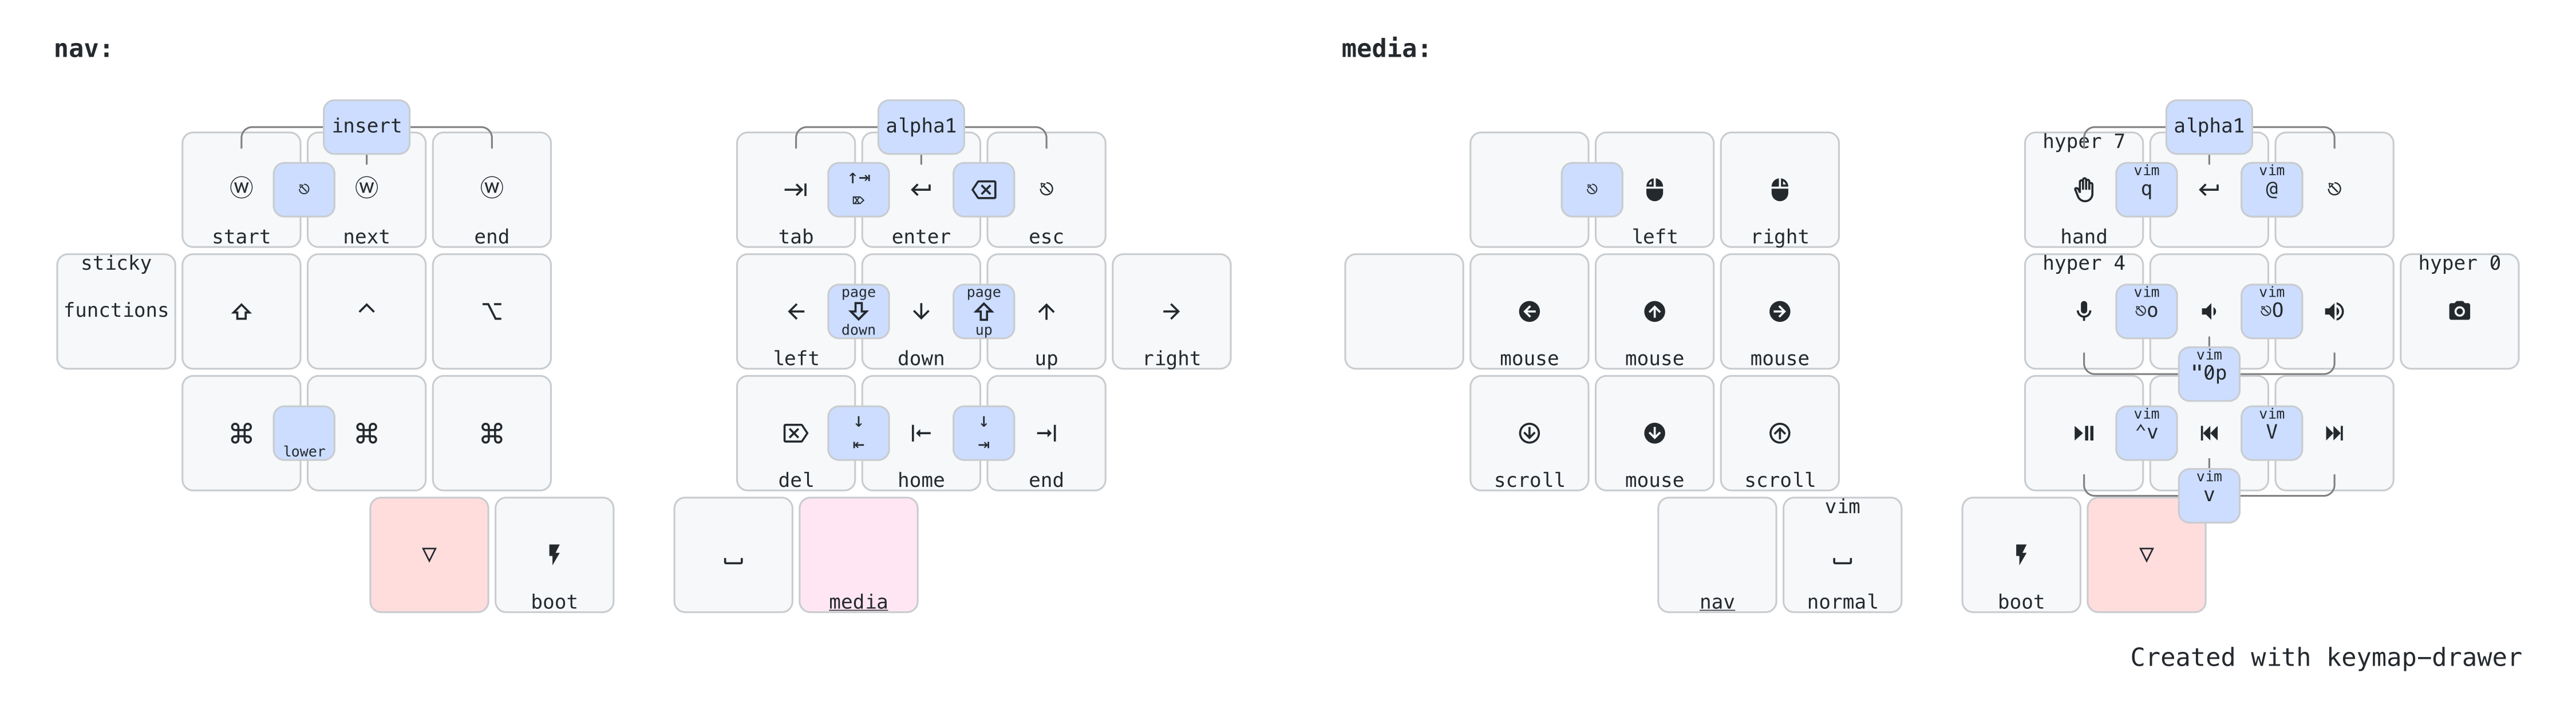 nav:
media:
insert
alpha1
alpha1
hyper 7
vim
vim
ⓦ
ⓦ
ⓦ
q
@
start
next
end
tab
enter
esc
left
right
hand
sticky
hyper 4
hyper 0
page
page
vim
vim
functions
o
O
down
up
left
down
up
right
mouse
mouse
mouse
vim
"0p
vim
vim
^v
V
lower
del
home
end
scroll
mouse
scroll
vim
v
vim
boot
media
nav
normal
boot
Created with keymap-drawer